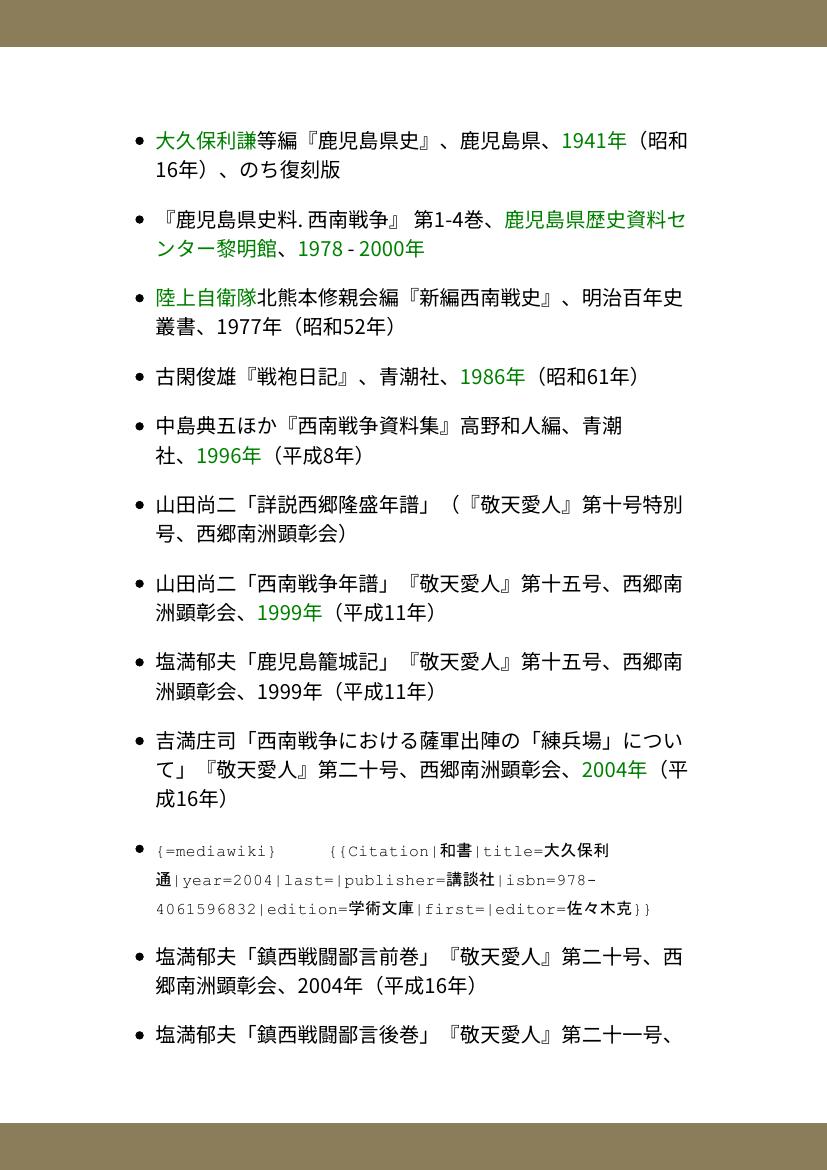 • 大久保利謙等編『鹿児島県史』、鹿児島県、1941年（昭和
16年）、のち復刻版
• 『鹿児島県史料. 西南戦争』 第1-4巻、鹿児島県歴史資料セ
ンター黎明館、1978 - 2000年
• 陸上自衛隊北熊本修親会編『新編西南戦史』、明治百年史
叢書、1977年（昭和52年）
• 古閑俊雄『戦袍日記』、青潮社、1986年（昭和61年）
• 中島典五ほか『西南戦争資料集』高野和人編、青潮
社、1996年（平成8年）
• 山田尚二「詳説西郷隆盛年譜」（『敬天愛人』第十号特別
号、西郷南洲顕彰会）
• 山田尚二「西南戦争年譜」『敬天愛人』第十五号、西郷南
洲顕彰会、1999年（平成11年）
• 塩満郁夫「鹿児島籠城記」『敬天愛人』第十五号、西郷南
洲顕彰会、1999年（平成11年）
• 吉満庄司「西南戦争における薩軍出陣の「練兵場」につい
て」『敬天愛人』第二十号、西郷南洲顕彰会、2004年（平
成16年）
• {=mediawiki} {{Citation|和書|title=大久保利
通|year=2004|last=|publisher=講談社|isbn=978-
4061596832|edition=学術文庫|first=|editor=佐々木克}}
• 塩満郁夫「鎮西戦闘鄙言前巻」『敬天愛人』第二十号、西
郷南洲顕彰会、2004年（平成16年）
• 塩満郁夫「鎮西戦闘鄙言後巻」『敬天愛人』第二十一号、